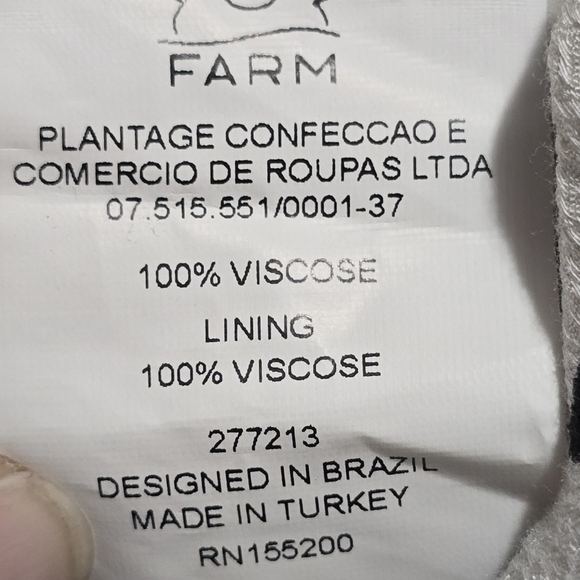 FARM
PLANTAGE CONFECCAO E
COMERCIO DE ROUPAS LTDA
07.515.551/0001-37
100% VISCOSE
LINING
100% VISCOSE
277213
DESIGNED IN BRAZIL
MADE IN TURKEY
RN155200